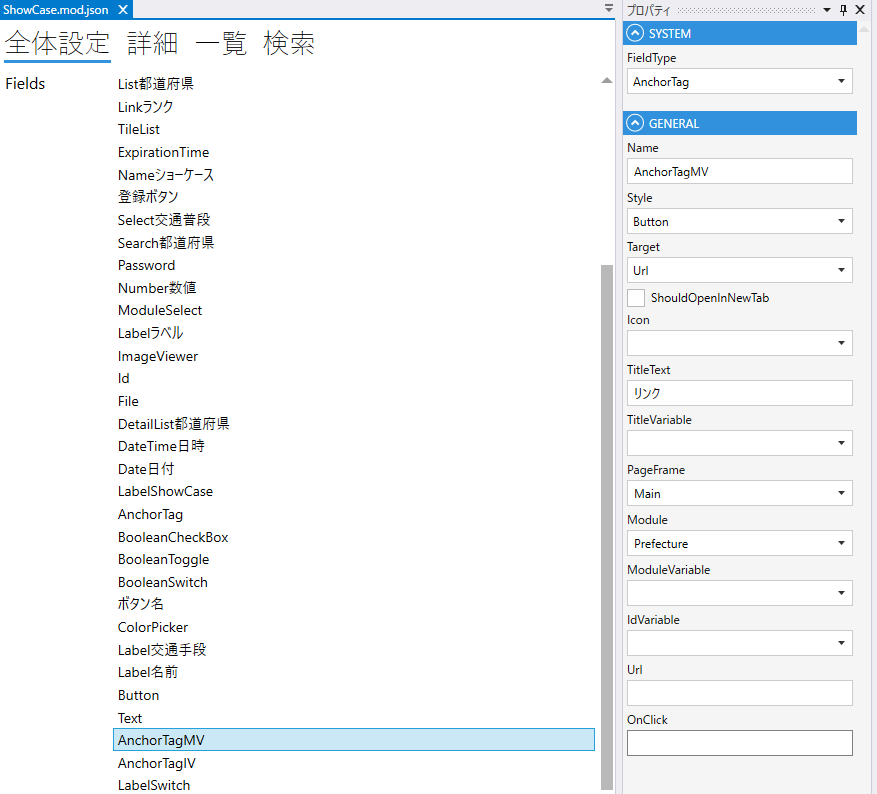 ShowCase.mod.json
全体設定 詳細 一覧 検索
Fields
List都道府県
Linkランク
TileList
ExpirationTime
Nameショーケース
登録ボタン
Select交通普段
Search都道府県
Password
Number数値
ModuleSelect
Labelラベル
ImageViewer
Id
File
DetailList都道府県
DateTime日時
Date日付
LabelShowCase
AnchorTag
BooleanCheckBox
BooleanToggle
BooleanSwitch
ボタン名
ColorPicker
Label交通手段
Label名前
Button
Text
AnchorTagMV
AnchorTagIV
LabelSwitch
プロパティ
SYSTEM
FieldType
AnchorTag
GENERAL
Name
AnchorTagMV
Style
Button
Target
Url
ShouldOpenInNewTab
Icon
TitleText
リンク
TitleVariable
PageFrame
Main
Module
Prefecture
ModuleVariable
IdVariable
Url
OnClick